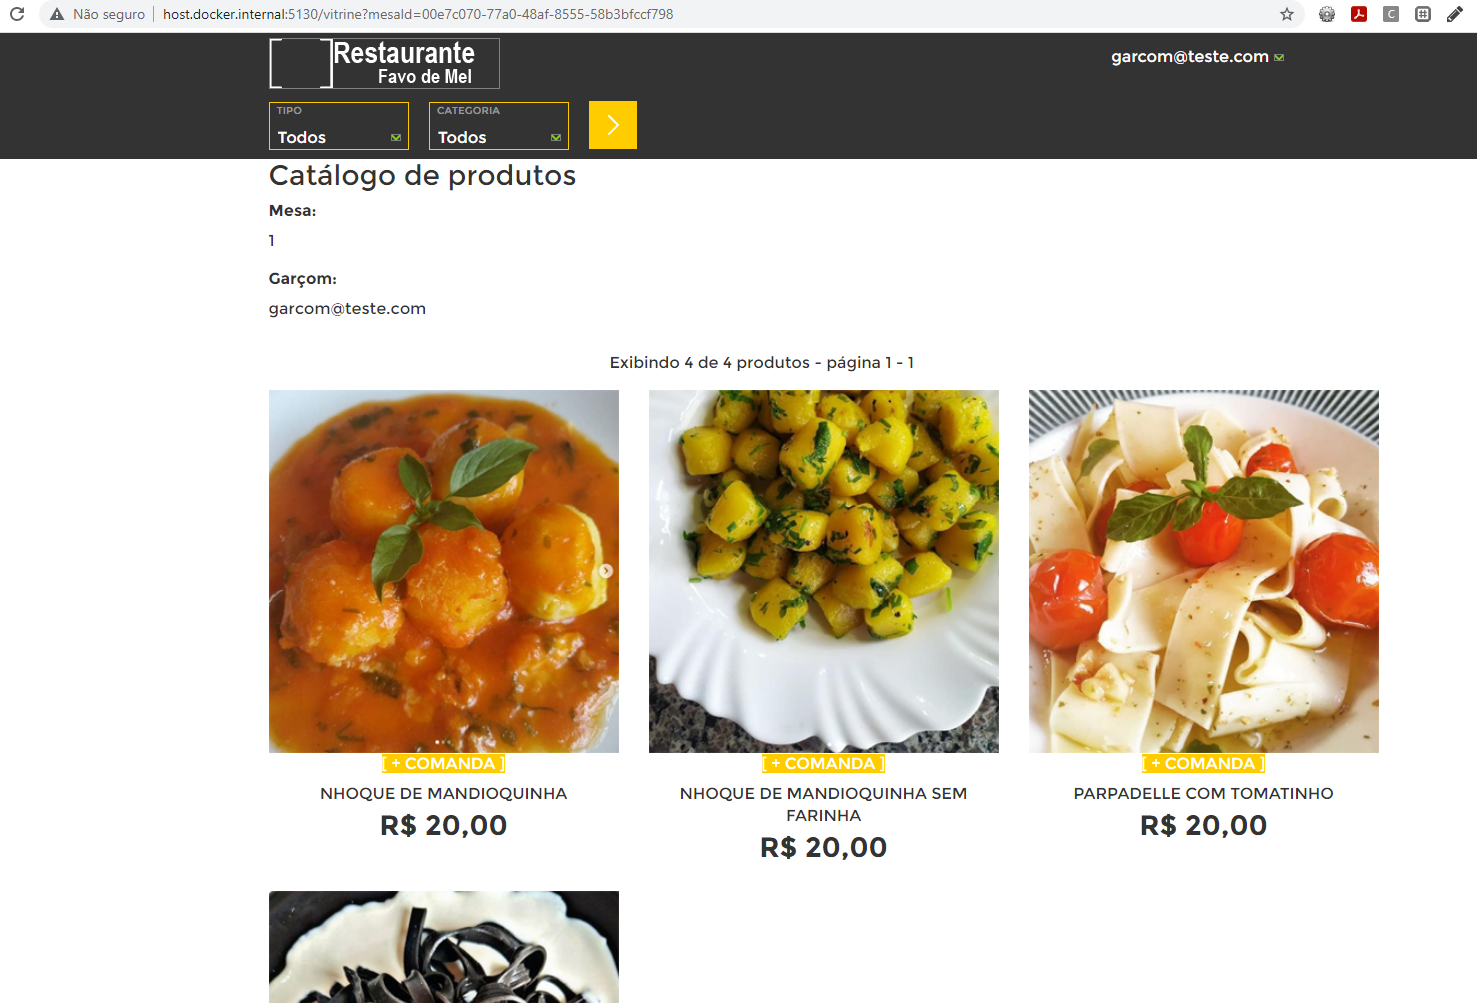 Não seguro
host.docker.internal:5130/vitrine?mesaId=00e7c070-77a0-48af-8555-58b3bfccf798
Restaurante
Favo de Mel
garcom@teste.com
TIPO
Todos
CATEGORIA
Todos
Catálogo de produtos
Mesa:
1
Garçom:
garcom@teste.com
Exibindo 4 de 4 produtos - página 1 - 1
[ + COMANDA ]
[ + COMANDA ]
[ + COMANDA ]
NHOQUE DE MANDIOQUINHA
R$ 20,00
NHOQUE DE MANDIOQUINHA SEM
FARINHA
R$ 20,00
PARPADELLE COM TOMATINHO
R$ 20,00